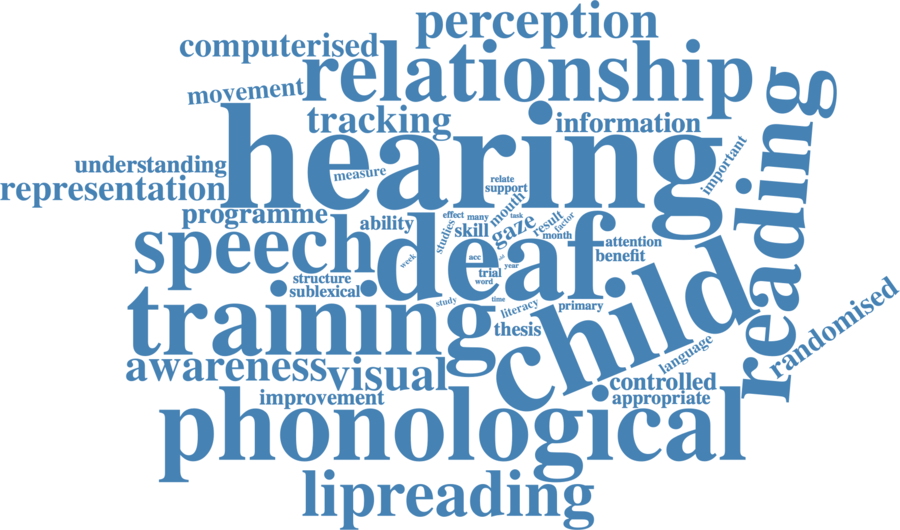 perception
computerised
relationship
movement
reading
hearing
tracking
information
important
understanding
measure
representation
relate
support
mouth
programme
ability
effect
many
task
skill
studies
gaze
result
factor
month
speech
deaf
attention
benefit
week
acc
year
trial
word
structure
sublexical
child
training
study
time
literacy
primary
thesis
randomised
language
awareness
visual
controlled
improvement
appropriate
phonological
lipreading